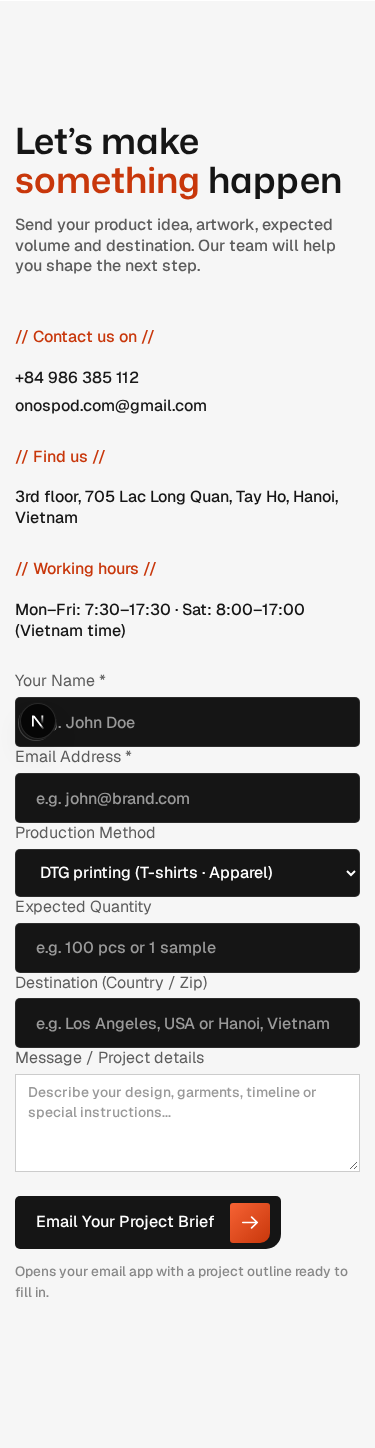 Let’s make
something happen
Send your product idea, artwork, expected
volume and destination. Our team will help
you shape the next step.
// Contact us on //
+84 986 385 112
onospod.com@gmail.com
// Find us //
3rd floor, 705 Lac Long Quan, Tay Ho, Hanoi,
Vietnam
// Working hours //
Mon–Fri: 7:30–17:30 · Sat: 8:00–17:00
(Vietnam time)
Your Name *
N
. John Doe
Email Address *
e.g. john@brand.com
Production Method
DTG printing (T-shirts · Apparel)
Expected Quantity
e.g. 100 pcs or 1 sample
Destination (Country / Zip)
e.g. Los Angeles, USA or Hanoi, Vietnam
Message / Project details
Describe your design, garments, timeline or
special instructions...
Email Your Project Brief
Opens your email app with a project outline ready to
fill in.